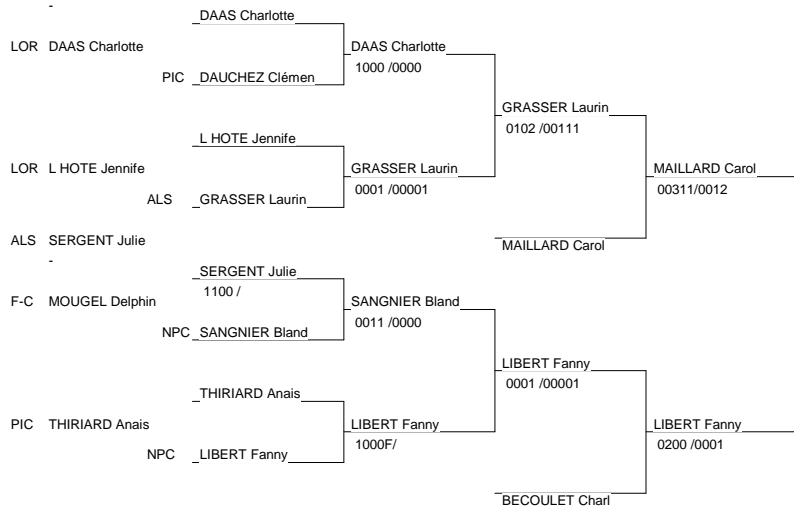 -
DAAS Charlotte
LOR DAAS Charlotte
DAAS Charlotte
1000 /0000
PIC DAUCHEZ Clémen
GRASSER Laurin
0102 /00111
L HOTE Jennife
LOR L HOTE Jennife
GRASSER Laurin
0001 /00001
MAILLARD Carol
00311/0012
ALS GRASSER Laurin
ALS SERGENT Julie
MAILLARD Carol
-
SERGENT Julie
1100 /
F-C MOUGEL Delphin
SANGNIER Bland
0011 /0000
NPC SANGNIER Bland
LIBERT Fanny
0001 /00001
THIRIARD Anais
PIC THIRIARD Anais
LIBERT Fanny
1000F/
LIBERT Fanny
0200 /0001
NPC LIBERT Fanny
BECOULET Charl